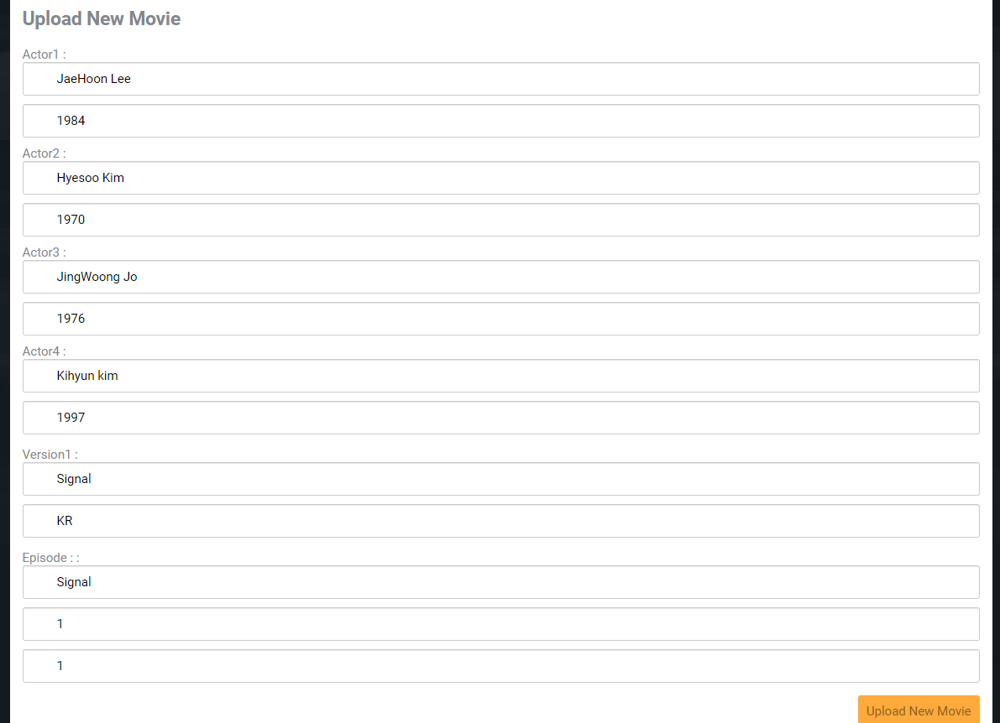 Upload New Movie
Actor1 :
JaeHoon Lee
1984
Actor2 :
Hyesoo Kim
1970
Actor3 :
JingWoong Jo
1976
Actor4 :
Kihyun kim
1997
Version1 :
Signal
KR
Episode : :
Signal
1
1
Upload New Movie